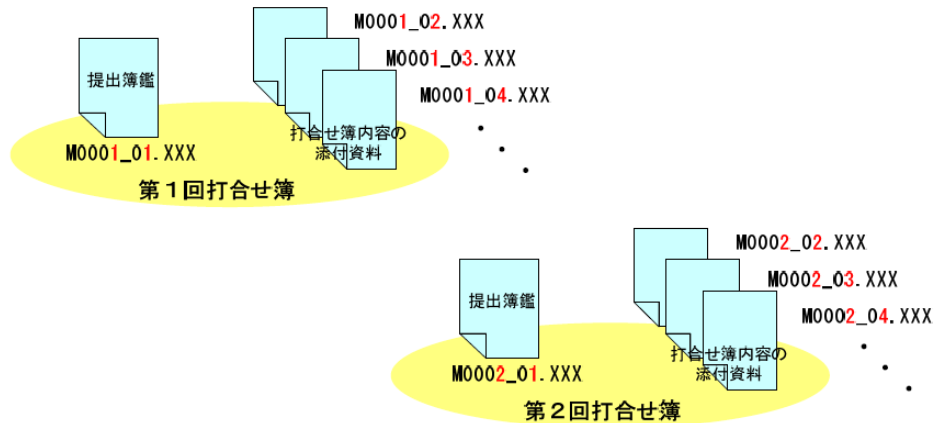 M0001_02.XXX
M0001_03.XXX
M0001_04.XXX
提出簿鑑
打合せ簿内容の
添付資料
M0001_01.XXX
第1回打合せ簿
M0002_02.XXX
M0002_03.XXX
M0002_04.XXX
提出簿鑑
打合せ簿内容の
添付資料
M0002_01.XXX
第2回打合せ簿